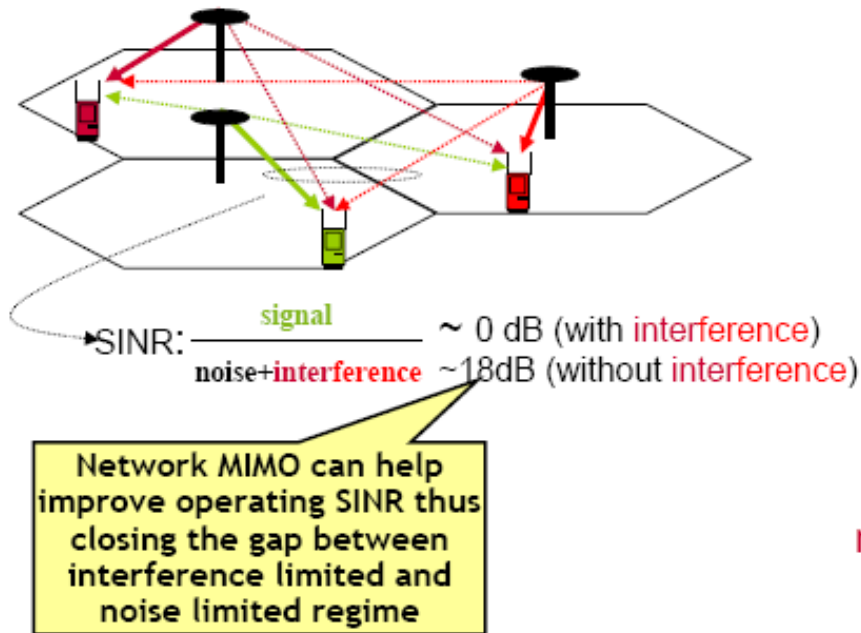 signal
SINR:
noise+interference
~ 0 dB (with interference)
~18dB (without interference)
Network MIMO can help
improve operating SINR thus
closing the gap between
interference limited and
noise limited regime